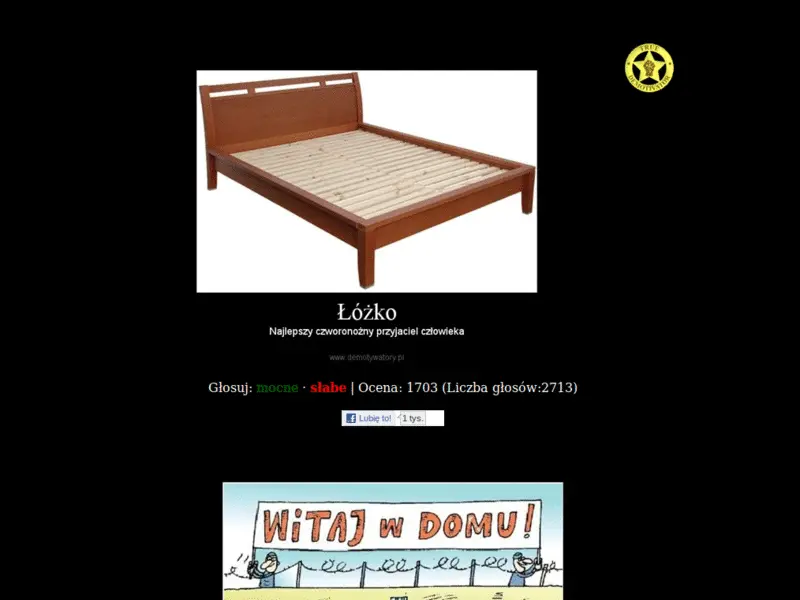 TRUE
DEMOTIVATOR
Łóżko
Najlepszy czworonożny przyjaciel człowieka
www.demotywatory.pl
Głosuj: mocne · słabe | Ocena: 1703 (Liczba głosów:2713)
Lubię to! 1 tys.
WiTAJ w DOMU!